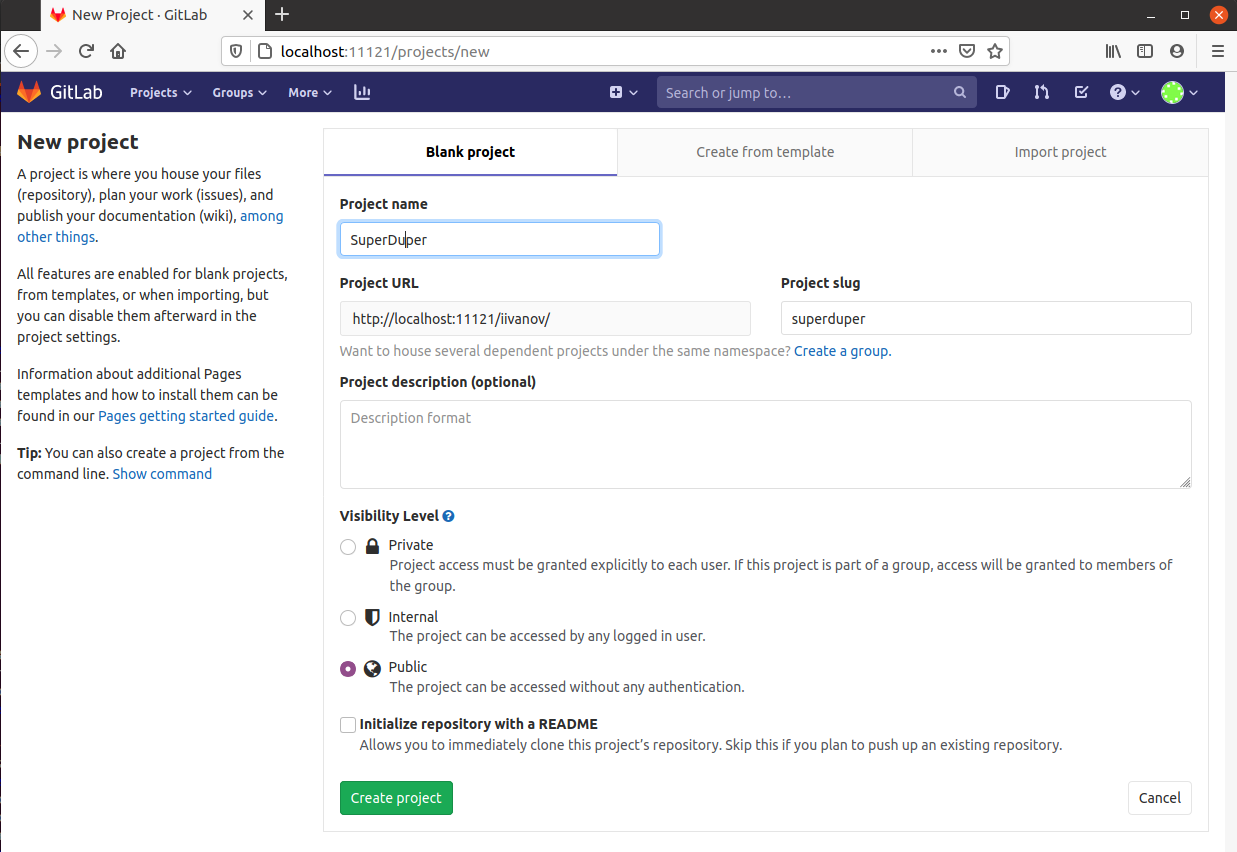 New Project · GitLab
localhost:11121/projects/new
GitLab Projects Groups More Search or jump to…
New project
A project is where you house your files
(repository), plan your work (issues), and
publish your documentation (wiki), among
other things.
All features are enabled for blank projects,
from templates, or when importing, but
you can disable them afterward in the
project settings.
Information about additional Pages
templates and how to install them can be
found in our Pages getting started guide.
Tip: You can also create a project from the
command line. Show command
Blank project Create from template Import project
Project name
SuperDuper
Project URL Project slug
http://localhost:11121/iivanov/ superduper
Want to house several dependent projects under the same namespace? Create a group.
Project description (optional)
Description format
Visibility Level ?
Private
Project access must be granted explicitly to each user. If this project is part of a group, access will be granted to members of
the group.
Internal
The project can be accessed by any logged in user.
Public
The project can be accessed without any authentication.
Initialize repository with a README
Allows you to immediately clone this project’s repository. Skip this if you plan to push up an existing repository.
Create project Cancel